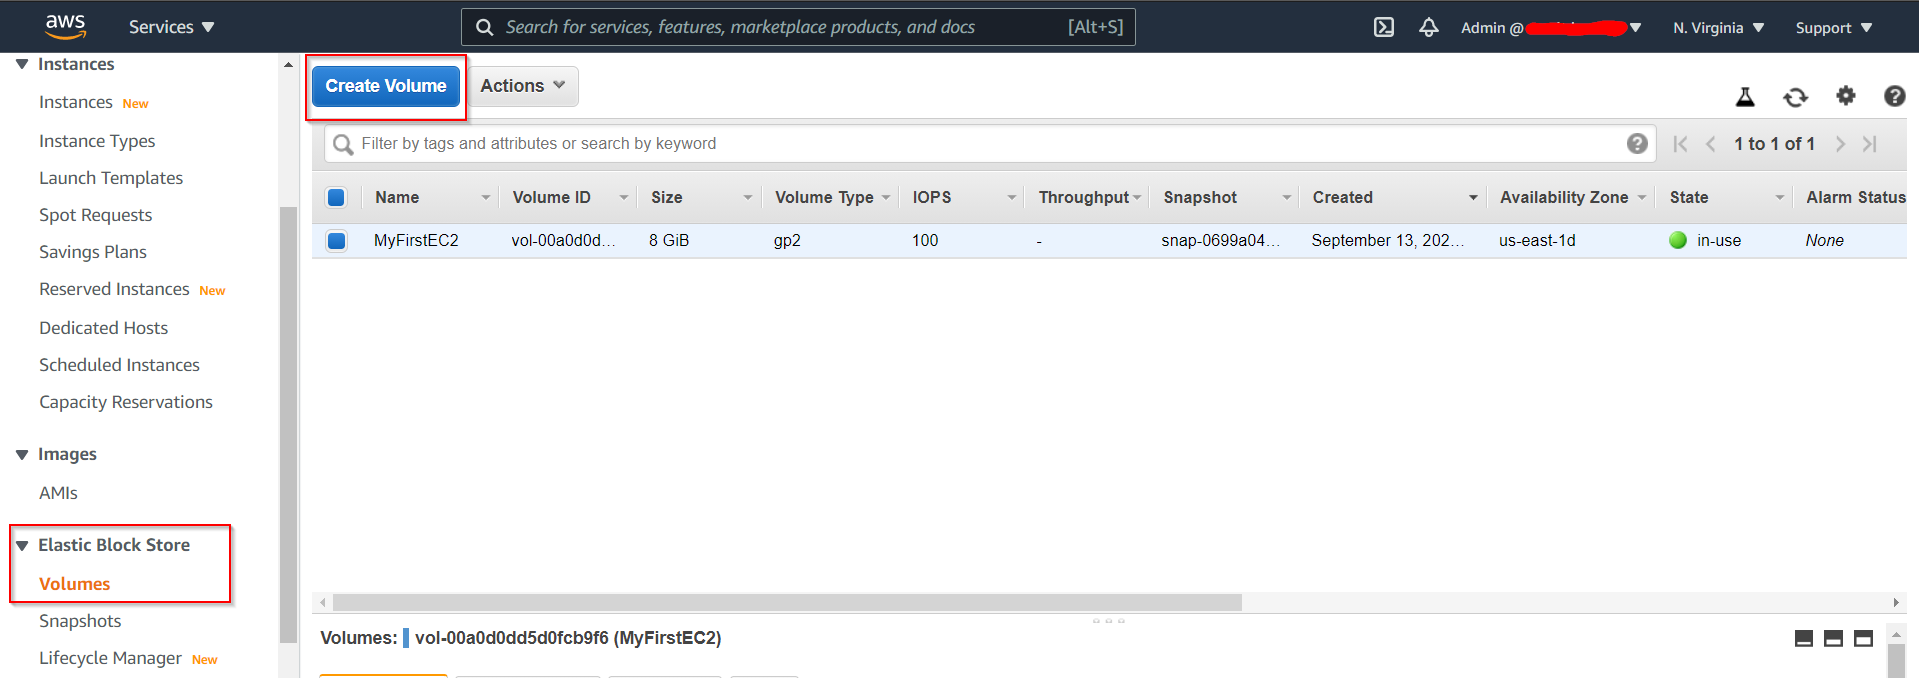 aws Services Search for services, features, marketplace products, and docs [Alt+S] Admin @ N. Virginia Support
Instances
Instances New
Instance Types
Launch Templates
Spot Requests
Savings Plans
Reserved Instances New
Dedicated Hosts
Scheduled Instances
Capacity Reservations
Images
AMIs
Elastic Block Store
Volumes
Snapshots
Lifecycle Manager New
Create Volume Actions
Filter by tags and attributes or search by keyword 1 to 1 of 1
Name Volume ID Size Volume Type IOPS Throughput Snapshot Created Availability Zone State Alarm Status
MyFirstEC2 vol-00a0d0d... 8 GiB gp2 100 - snap-0699a04... September 13, 202... us-east-1d in-use None
Volumes: vol-00a0d0dd5d0fcb9f6 (MyFirstEC2)